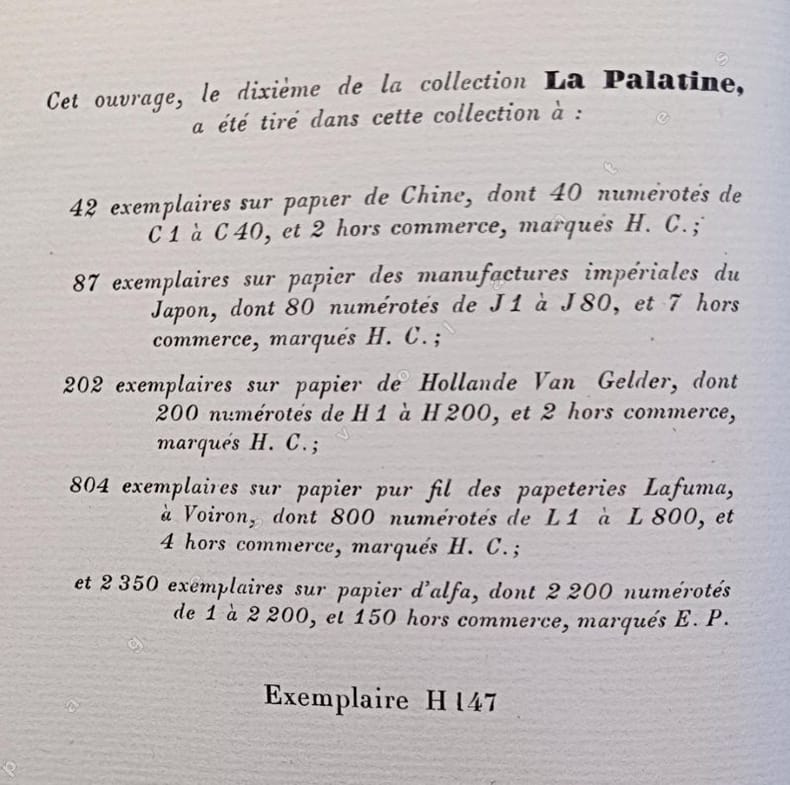 Cet ouvrage, le dixième de la collection La Palatine,
a été tiré dans cette collection à :
42 exemplaires sur papier de Chine, dont 40 numérotés de
C 1 à C 40, et 2 hors commerce, marqués H. C. ;
87 exemplaires sur papier des manufactures impériales du
Japon, dont 80 numérotés de J 1 à J 80, et 7 hors
commerce, marqués H. C. ;
202 exemplaires sur papier de Hollande Van Gelder, dont
200 numérotés de H 1 à H 200, et 2 hors commerce,
marqués H. C. ;
804 exemplaires sur papier pur fil des papeteries Lafuma,
à Voiron, dont 800 numérotés de L 1 à L 800, et
4 hors commerce, marqués H. C. ;
et 2 350 exemplaires sur papier d'alfa, dont 2 200 numérotés
de 1 à 2 200, et 150 hors commerce, marqués E. P.
Exemplaire H 147